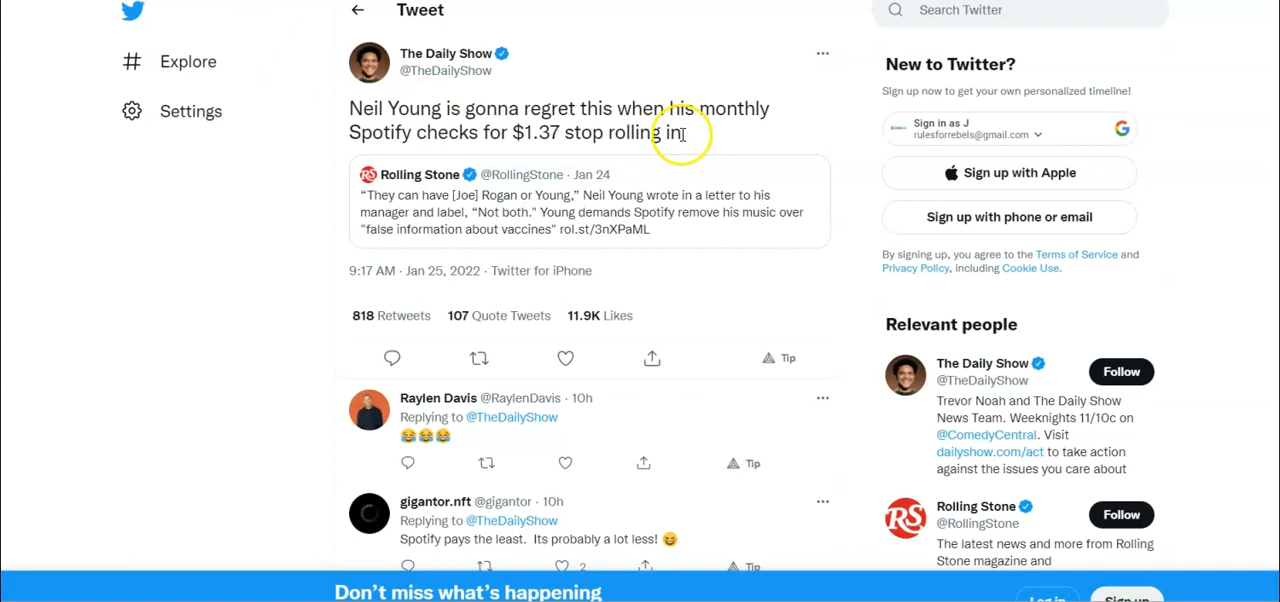 Tweet
Search Twitter
Explore
Settings
The Daily Show
@TheDailyShow
Neil Young is gonna regret this when his monthly
Spotify checks for $1.37 stop rolling in
Rolling Stone @RollingStone · Jan 24
“They can have [Joe] Rogan or Young,” Neil Young wrote in a letter to his
manager and label, “Not both." Young demands Spotify remove his music over
"false information about vaccines" rol.st/3nXPaML
9:17 AM · Jan 25, 2022 · Twitter for iPhone
818 Retweets 107 Quote Tweets 11.9K Likes
Tip
Raylen Davis @RaylenDavis · 10h
Replying to @TheDailyShow
😂😂😂
Tip
gigantor.nft @gigantor · 10h
Replying to @TheDailyShow
Spotify pays the least. Its probably a lot less! 😆
2
Tip
New to Twitter?
Sign up now to get your own personalized timeline!
Sign in as J
rulesforrebels@gmail.com
Sign up with Apple
Sign up with phone or email
By signing up, you agree to the Terms of Service and
Privacy Policy, including Cookie Use.
Relevant people
The Daily Show
@TheDailyShow
Follow
Trevor Noah and The Daily Show
News Team. Weeknights 11/10c on
@ComedyCentral. Visit
dailyshow.com/act to take action
against the issues you care about
Rolling Stone
@RollingStone
Follow
The latest news and more from Rolling
Stone magazine and
Don’t miss what’s happening
Log in
Sign up